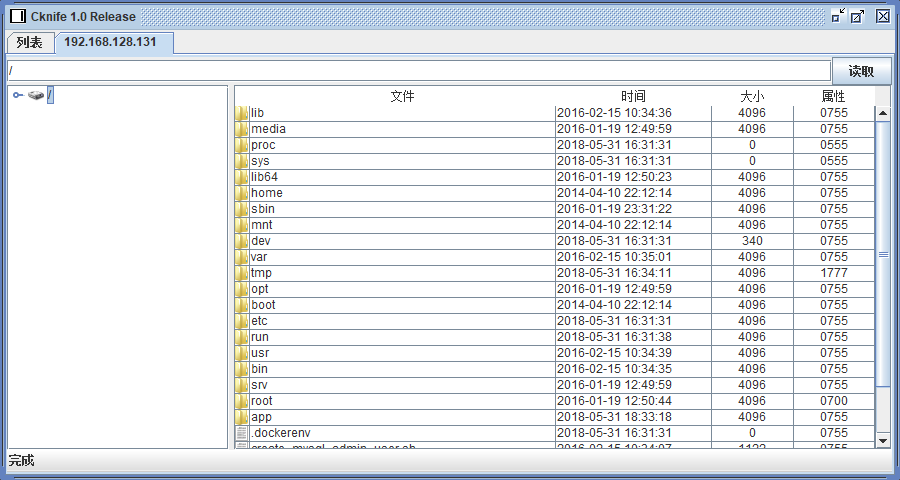 Cknife 1.0 Release
列表 192.168.128.131
/ 读取
/
文件 时间 大小 属性
lib 2016-02-15 10:34:36 4096 0755
media 2016-01-19 12:49:59 4096 0755
proc 2018-05-31 16:31:31 0 0555
sys 2018-05-31 16:31:31 0 0555
lib64 2016-01-19 12:50:23 4096 0755
home 2014-04-10 22:12:14 4096 0755
sbin 2016-01-19 23:31:22 4096 0755
mnt 2014-04-10 22:12:14 4096 0755
dev 2018-05-31 16:31:31 340 0755
var 2016-02-15 10:35:01 4096 0755
tmp 2018-05-31 16:34:11 4096 1777
opt 2016-01-19 12:49:59 4096 0755
boot 2014-04-10 22:12:14 4096 0755
etc 2018-05-31 16:31:31 4096 0755
run 2018-05-31 16:31:38 4096 0755
usr 2016-02-15 10:34:39 4096 0755
bin 2016-02-15 10:34:35 4096 0755
srv 2016-01-19 12:49:59 4096 0755
root 2016-01-19 12:50:44 4096 0700
app 2018-05-31 18:33:18 4096 0755
.dockerenv 2018-05-31 16:31:31 0 0755
create_mysql_admin_user.sh 0755
完成